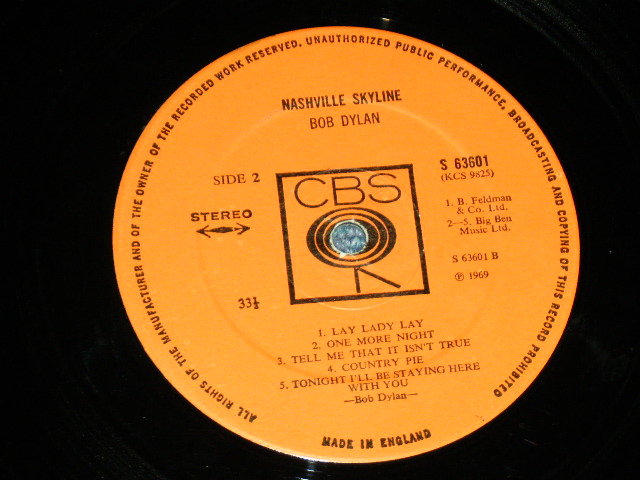 ALL RIGHTS OF THE MANUFACTURER AND OF THE OWNER OF THE RECORDED WORK RESERVED. UNAUTHORIZED PUBLIC PERFORMANCE, BROADCASTING AND COPYING OF THIS RECORD PROHIBITED
NASHVILLE SKYLINE
BOB DYLAN
SIDE 2
STEREO
33⅓
CBS
S 63601
(KCS 9825)
1. B. Feldman
& Co. Ltd.
2—5. Big Ben
Music Ltd.
S 63601 B
℗ 1969
1. LAY LADY LAY
2. ONE MORE NIGHT
3. TELL ME THAT IT ISN'T TRUE
4. COUNTRY PIE
5. TONIGHT I'LL BE STAYING HERE
WITH YOU
—Bob Dylan—
MADE IN ENGLAND